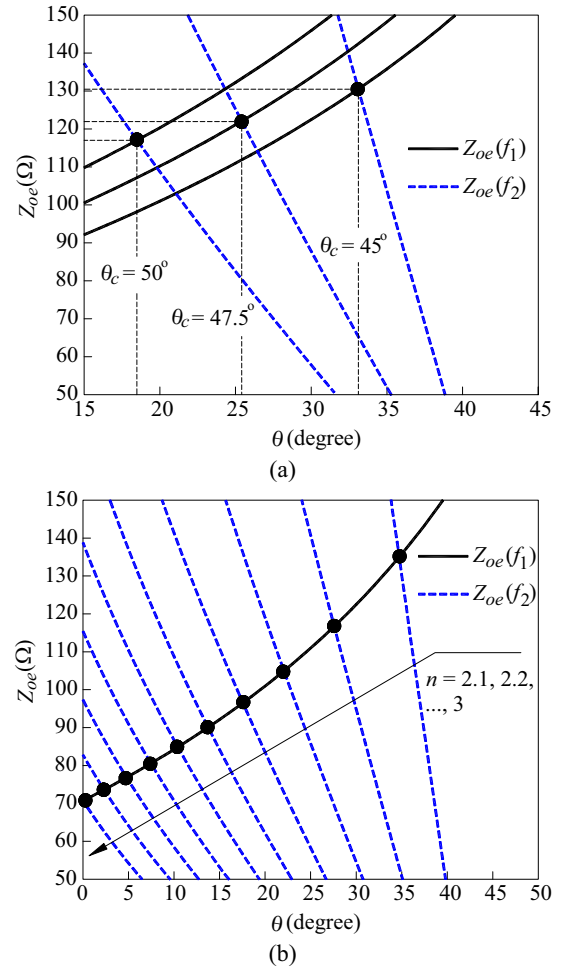 150
140
130
120
110
100
90
80
70
60
50
Zoe(Ω)
Zoe(f1)
Zoe(f2)
θc = 50°
θc = 47.5°
θc = 45°
15 20 25 30 35 40 45
θ (degree)
(a)
150
140
130
120
110
100
90
80
70
60
50
Zoe(Ω)
Zoe(f1)
Zoe(f2)
n = 2.1, 2.2,
..., 3
0 5 10 15 20 25 30 35 40 45 50
θ (degree)
(b)